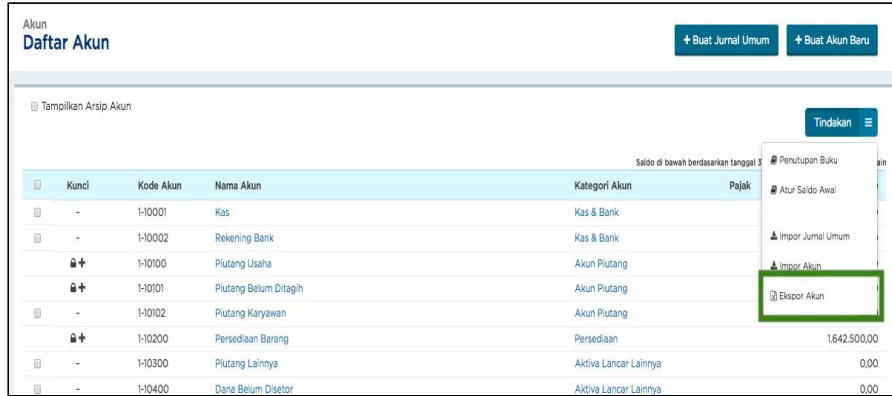 Akun
Daftar Akun
+ Buat Jurnal Umum
+ Buat Akun Baru
Tampilkan Arsip Akun
Tindakan
Saldo di bawah berdasarkan tanggal
Penutupan Buku
Atur Saldo Awal
Impor Jurnal Umum
Impor Akun
Ekspor Akun
Kunci Kode Akun Nama Akun Kategori Akun Pajak
- 1-10001 Kas Kas & Bank
- 1-10002 Rekening Bank Kas & Bank
1-10100 Piutang Usaha Akun Piutang
1-10101 Piutang Belum Ditagih Akun Piutang
- 1-10102 Piutang Karyawan Akun Piutang
1-10200 Persediaan Barang Persediaan 1.642.500,00
- 1-10300 Piutang Lainnya Aktiva Lancar Lainnya 0,00
- 1-10400 Dana Belum Disetor Aktiva Lancar Lainnya 0,00